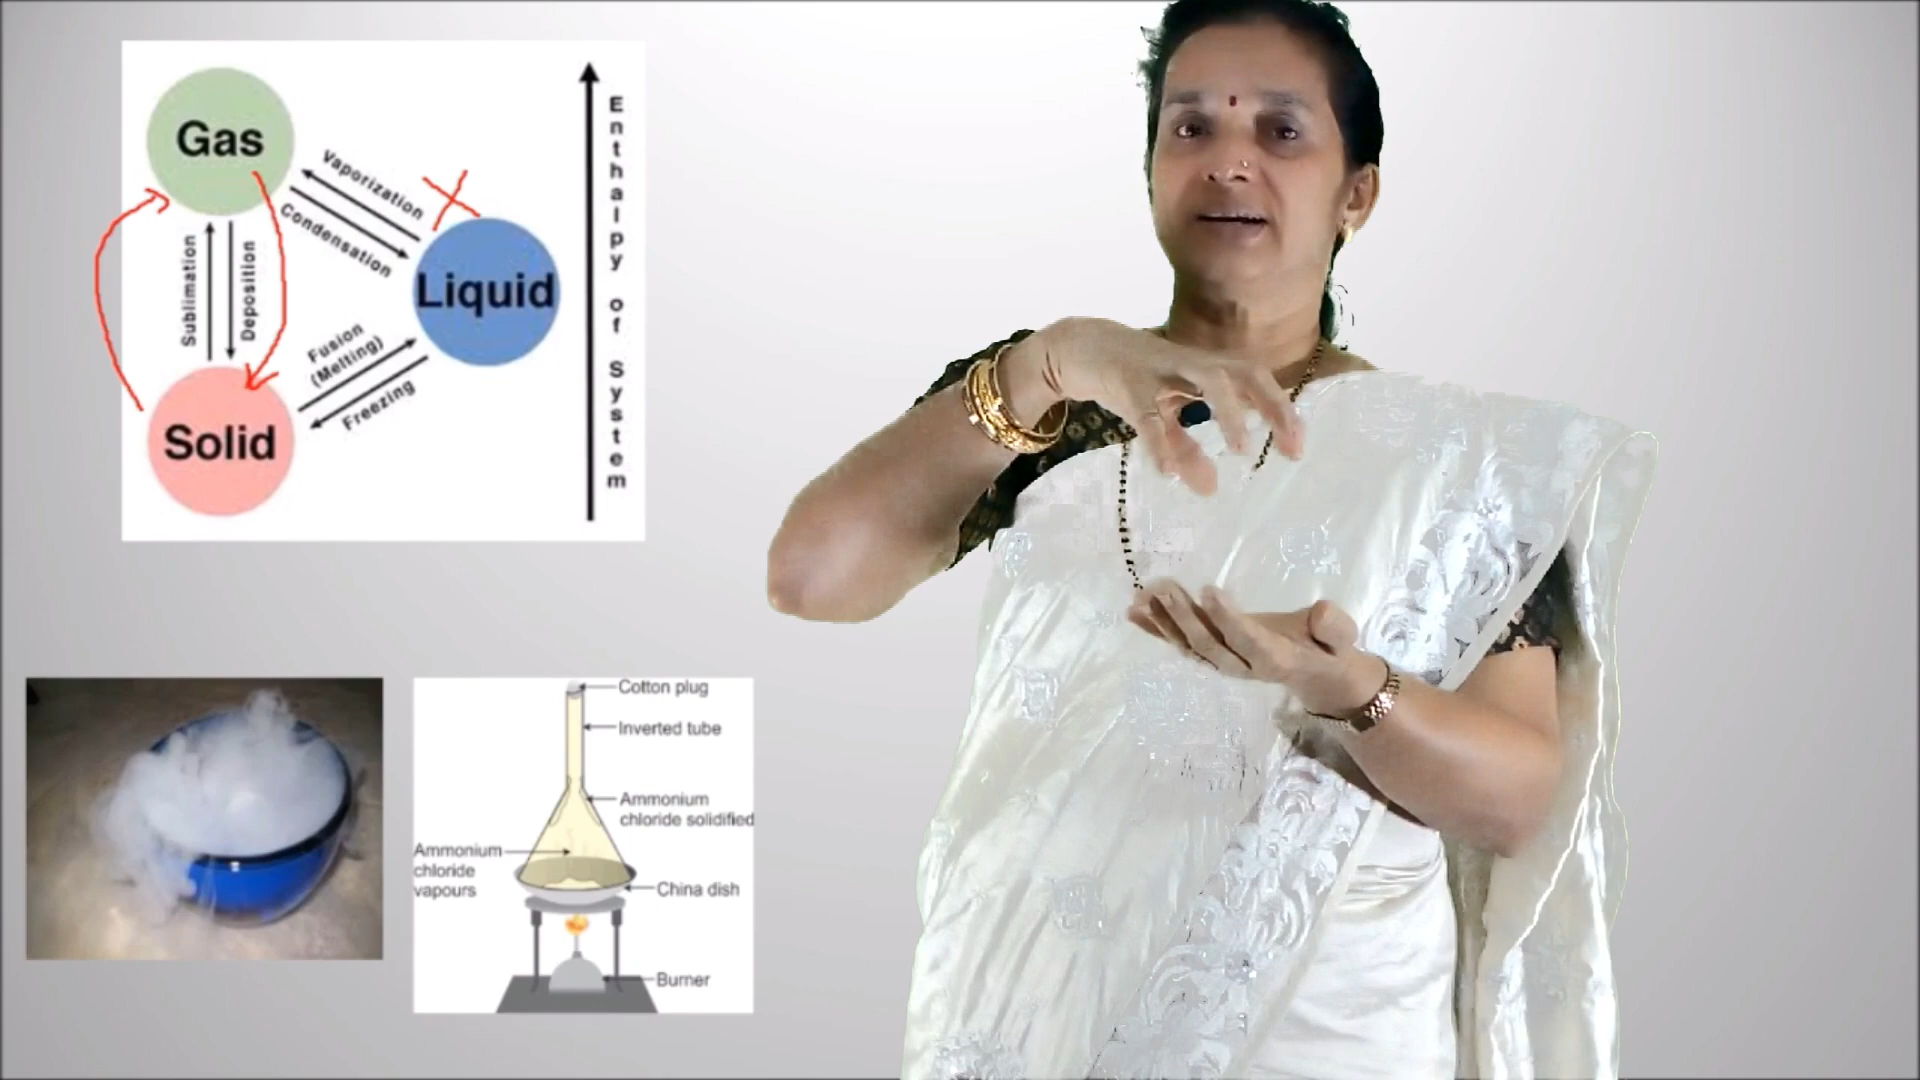 Gas
Vaporization
Condensation
Liquid
Sublimation
Deposition
Fusion
(Melting)
Freezing
Solid
Enthalpy of System
Cotton plug
Inverted tube
Ammonium
chloride solidified
Ammonium
chloride
vapours
China dish
Burner